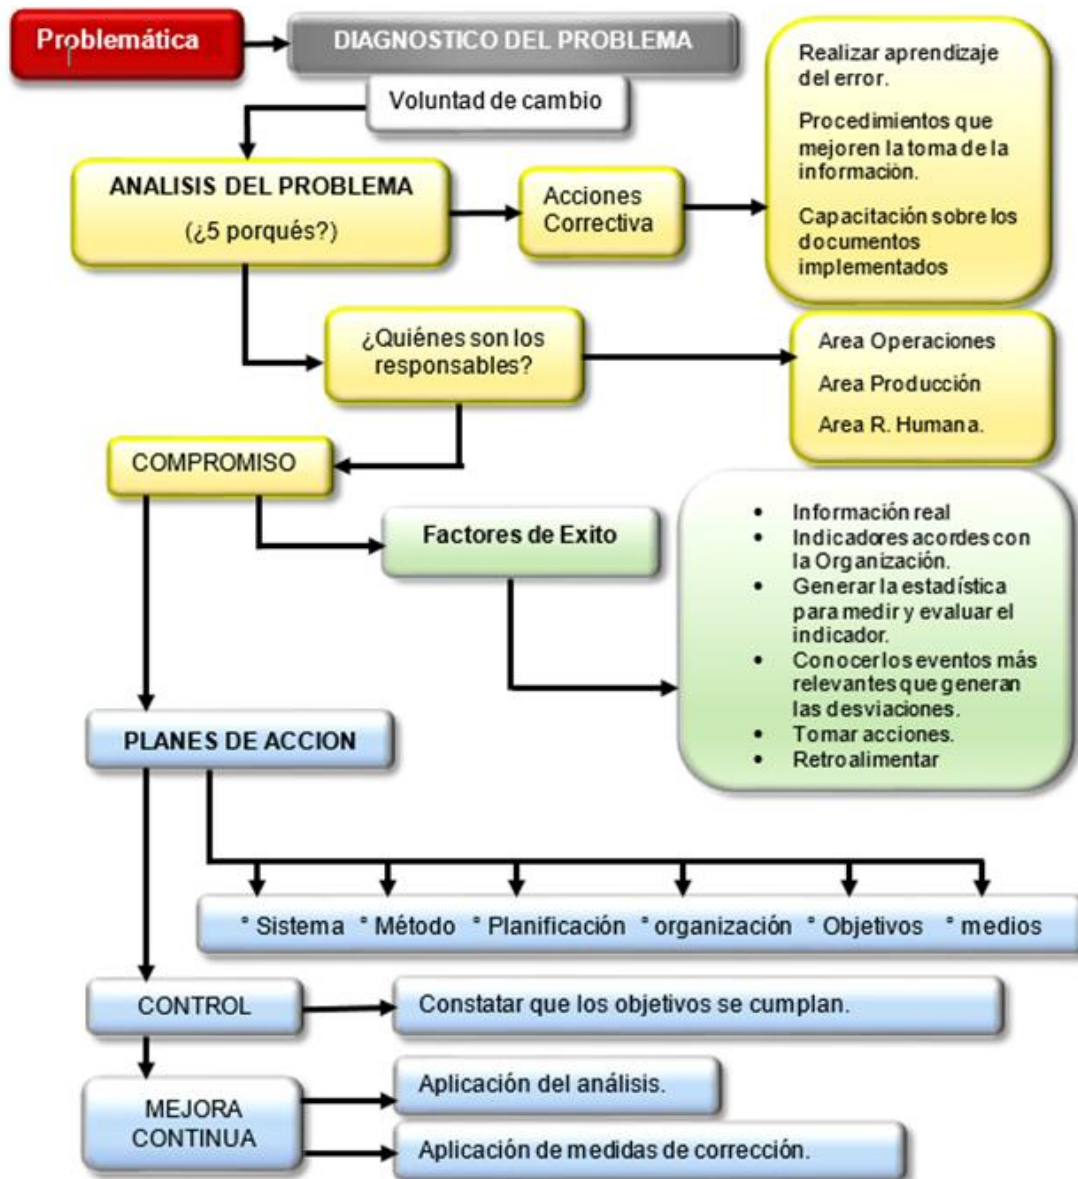 Problemática
DIAGNOSTICO DEL PROBLEMA
Voluntad de cambio
ANALISIS DEL PROBLEMA
(¿5 porqués?)
Acciones
Correctiva
Realizar aprendizaje
del error.
Procedimientos que
mejoren la toma de la
información.
Capacitación sobre los
documentos
implementados
¿Quiénes son los
responsables?
Area Operaciones
Area Producción
Area R. Humana.
COMPROMISO
Factores de Exito
• Información real
• Indicadores acordes con
la Organización.
• Generar la estadística
para medir y evaluar el
indicador.
• Conocer los eventos más
relevantes que generan
las desviaciones.
• Tomar acciones.
• Retroalimentar
PLANES DE ACCION
° Sistema ° Método ° Planificación ° organización ° Objetivos ° medios
CONTROL
Constatar que los objetivos se cumplan.
MEJORA
CONTINUA
Aplicación del análisis.
Aplicación de medidas de corrección.